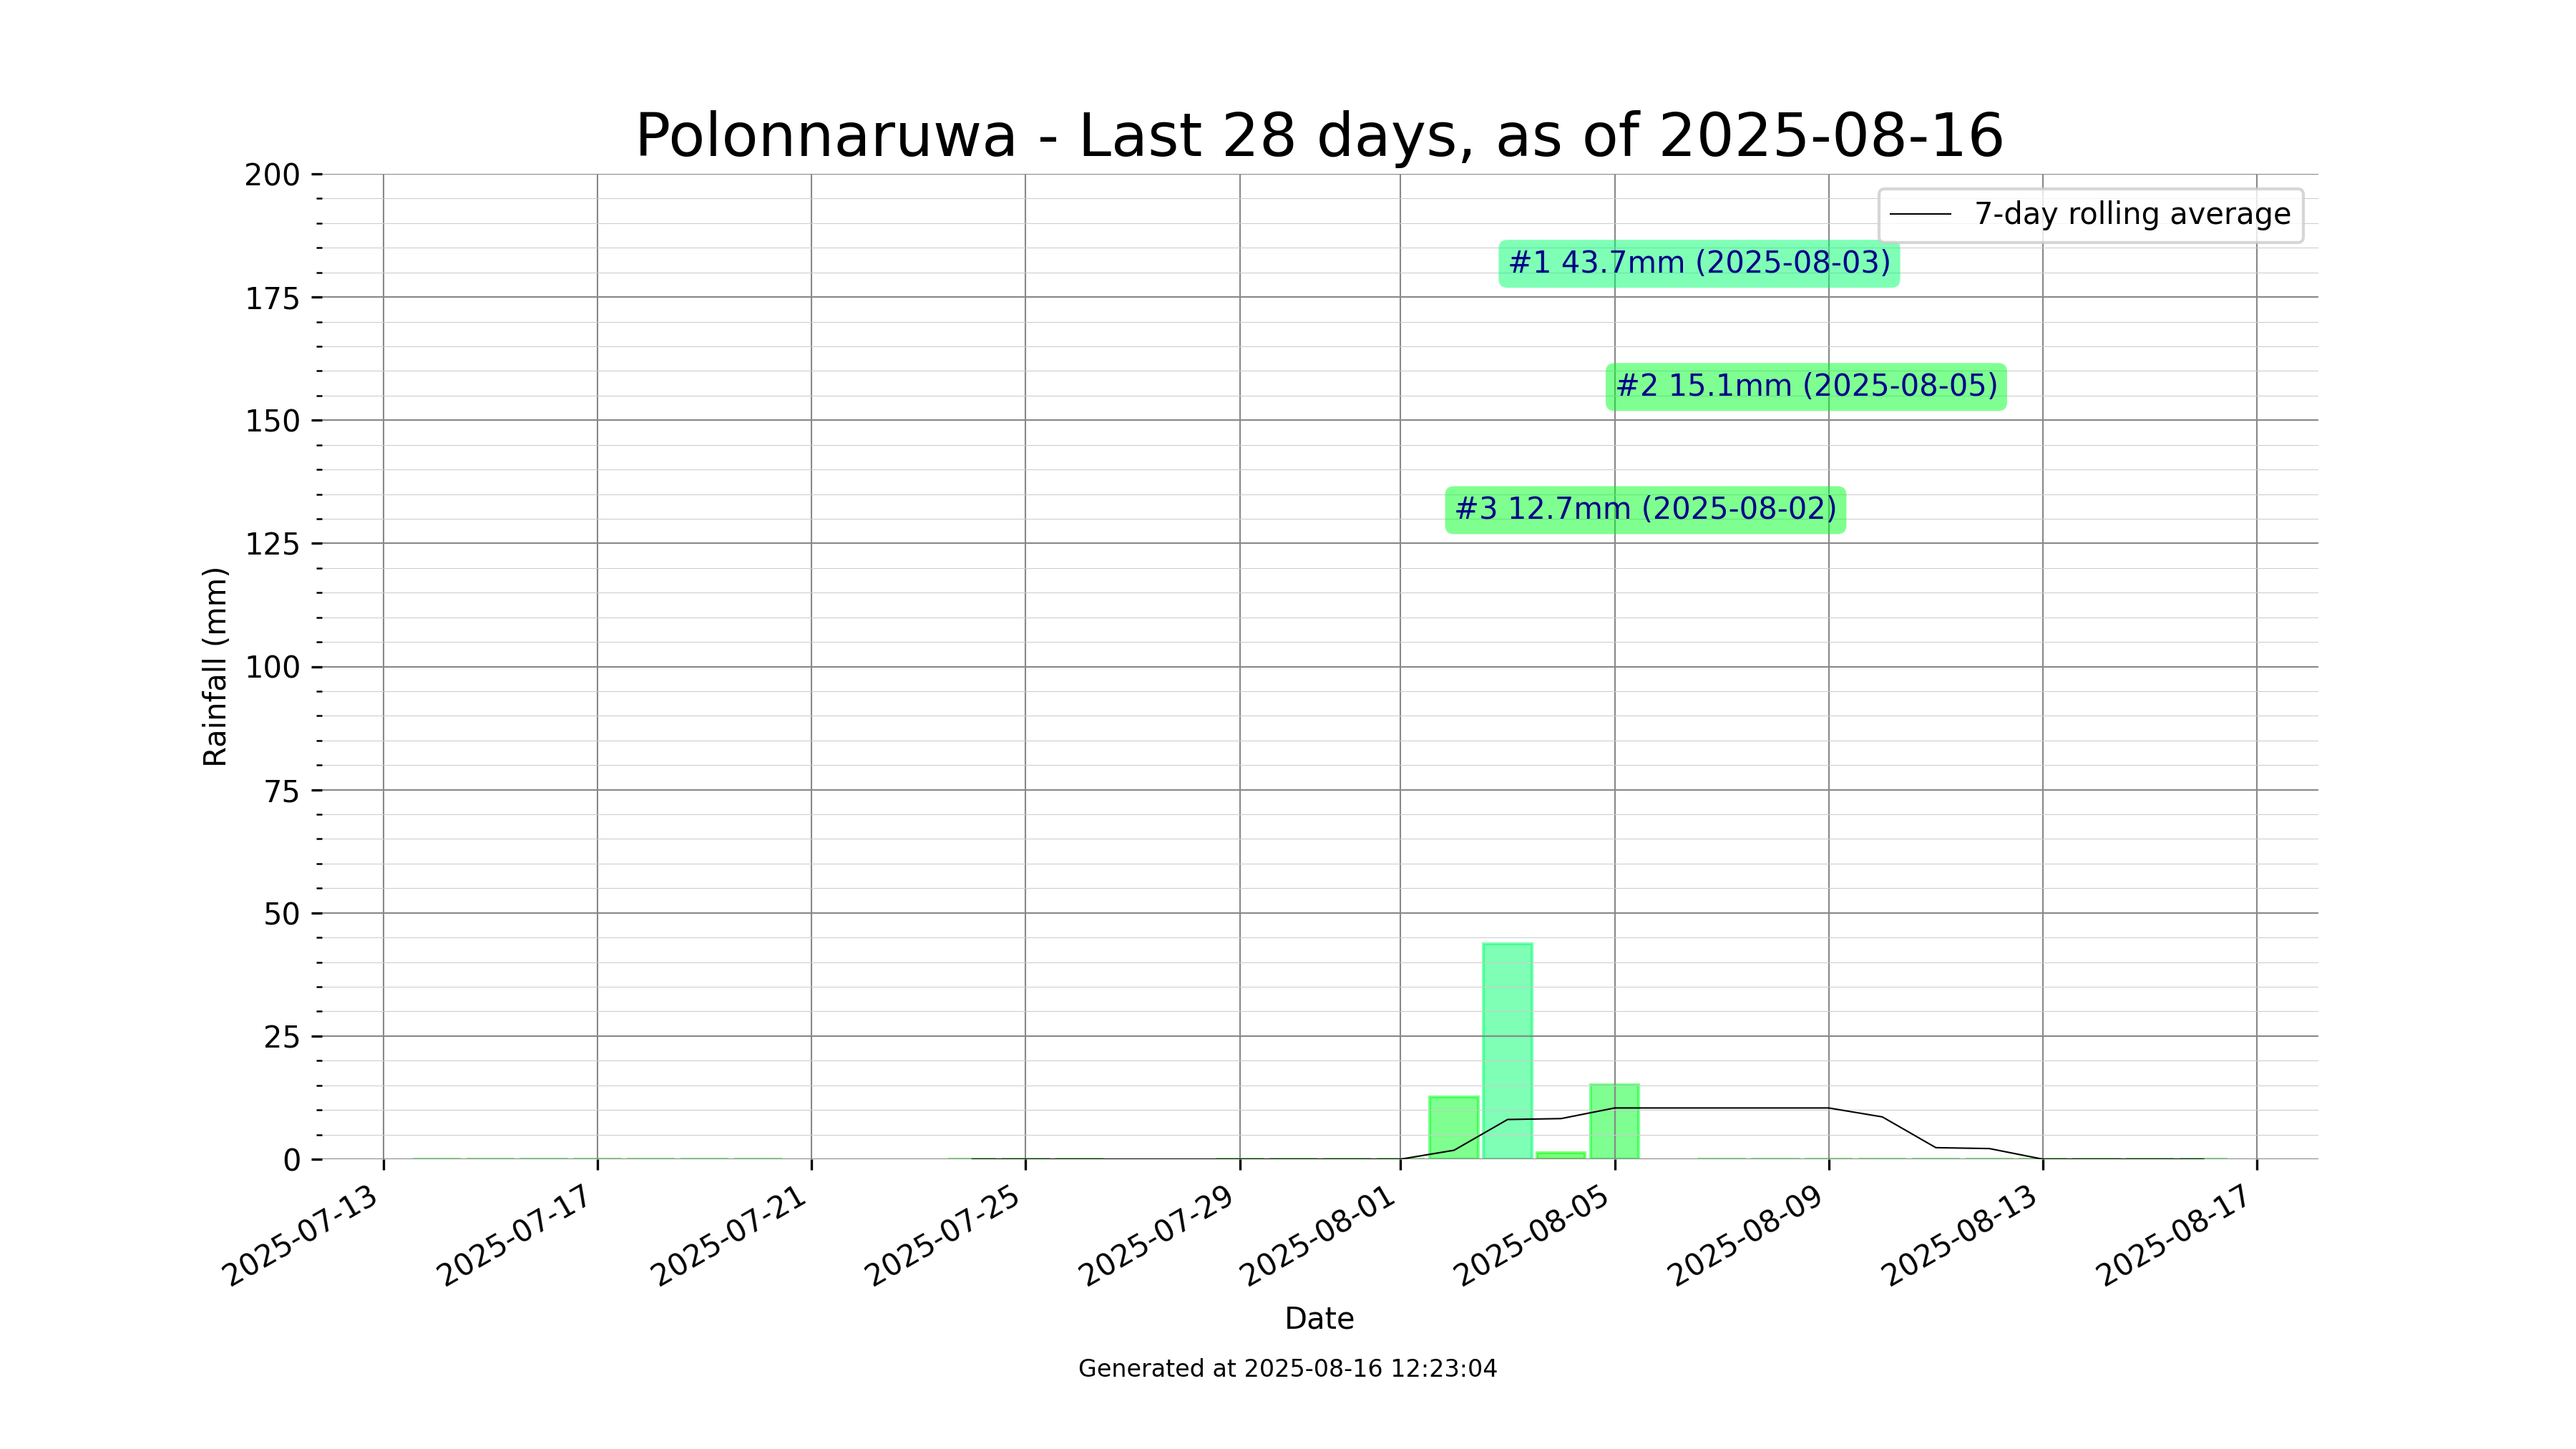 Polonnaruwa - Last 28 days, as of 2025-08-16
200
175
150
125
100
75
50
25
0
Rainfall (mm)
7-day rolling average
#1 43.7mm (2025-08-03)
#2 15.1mm (2025-08-05)
#3 12.7mm (2025-08-02)
2025-07-13
2025-07-17
2025-07-21
2025-07-25
2025-07-29
2025-08-01
2025-08-05
2025-08-09
2025-08-13
2025-08-17
Date
Generated at 2025-08-16 12:23:04